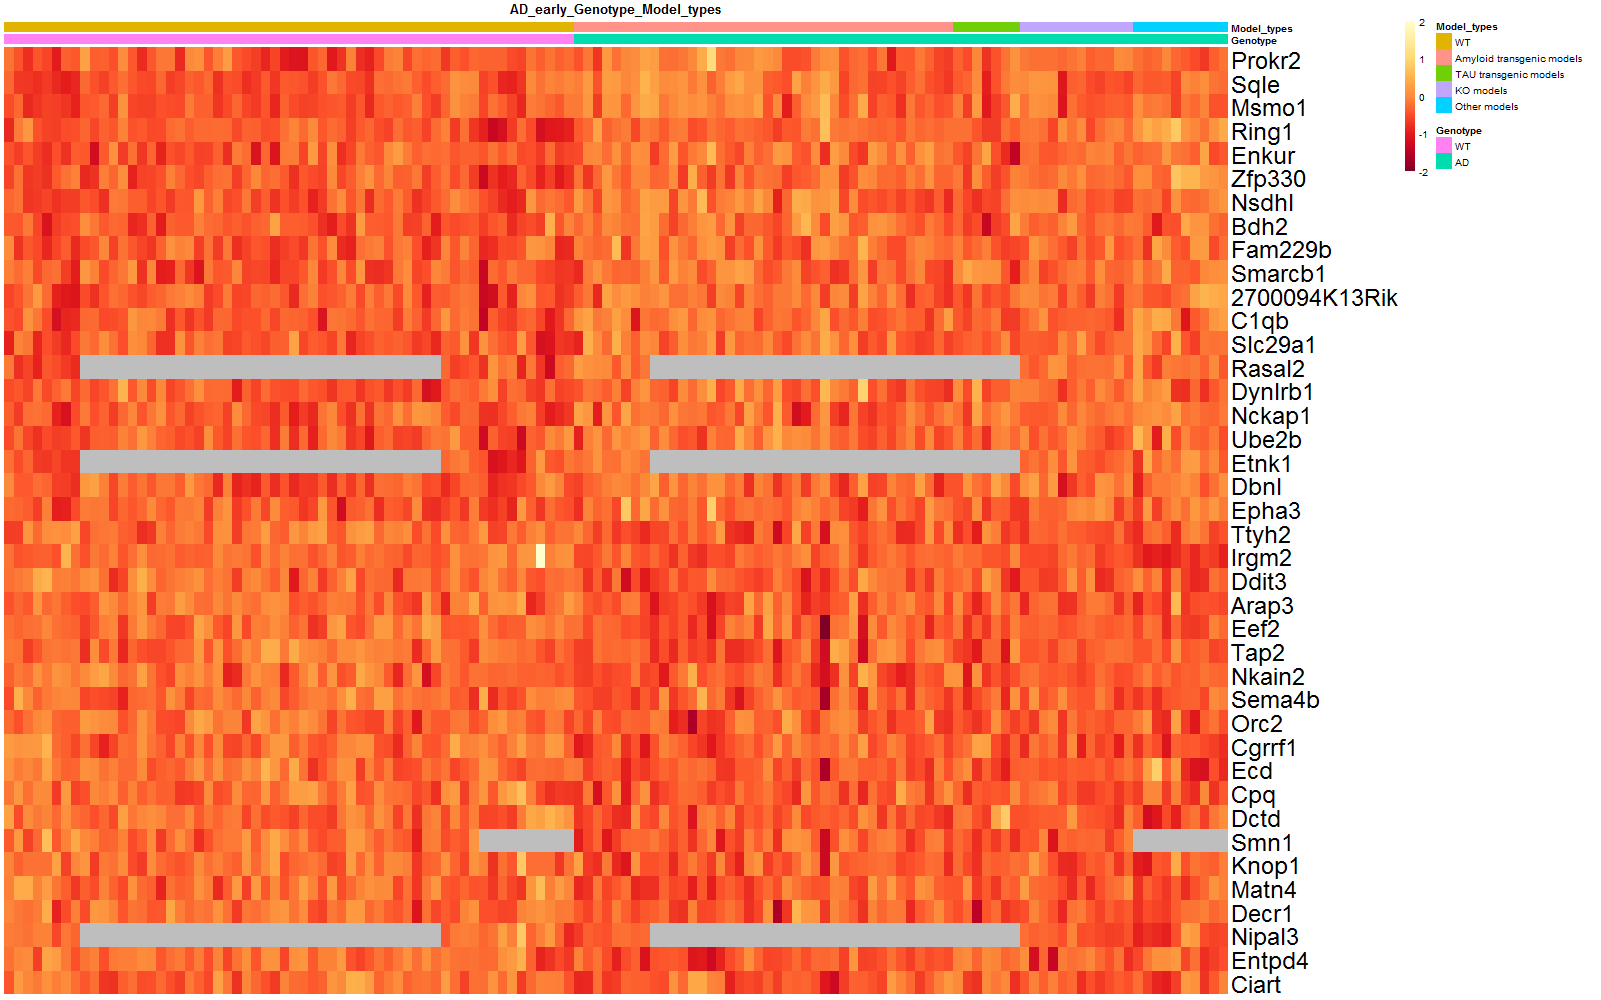 AD_early_Genotype_Model_types
Model_types
Genotype
Prokr2
Sqle
Msmo1
Ring1
Enkur
Zfp330
Nsdhl
Bdh2
Fam229b
Smarcb1
2700094K13Rik
C1qb
Slc29a1
Rasal2
Dynlrb1
Nckap1
Ube2b
Etnk1
Dbnl
Epha3
Ttyh2
Irgm2
Ddit3
Arap3
Eef2
Tap2
Nkain2
Sema4b
Orc2
Cgrrf1
Ecd
Cpq
Dctd
Smn1
Knop1
Matn4
Decr1
Nipal3
Entpd4
Ciart
2
1
0
-1
-2
Model_types
WT
Amyloid transgenic models
TAU transgenic models
KO models
Other models
Genotype
WT
AD